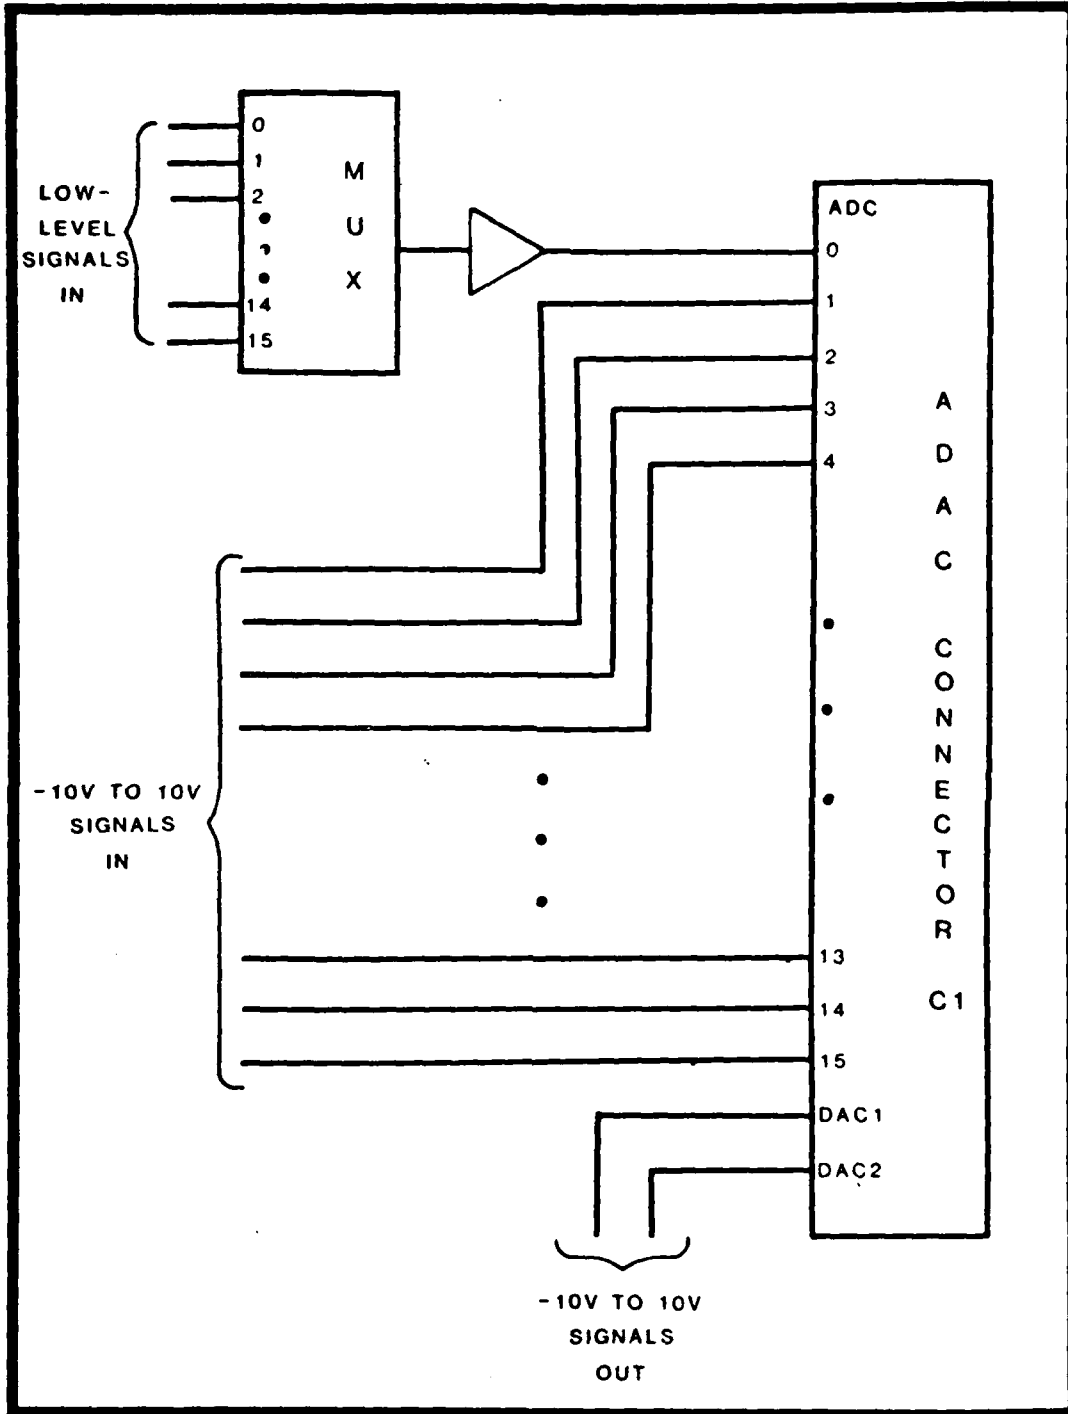 LOW-
LEVEL
SIGNALS
IN
0
1
2
14
15
M
U
X
ADC
0
1
2
3
4
13
14
15
DAC1
DAC2
A
D
A
C
C
O
N
N
E
C
T
O
R
C1
-10V TO 10V
SIGNALS
IN
-10V TO 10V
SIGNALS
OUT